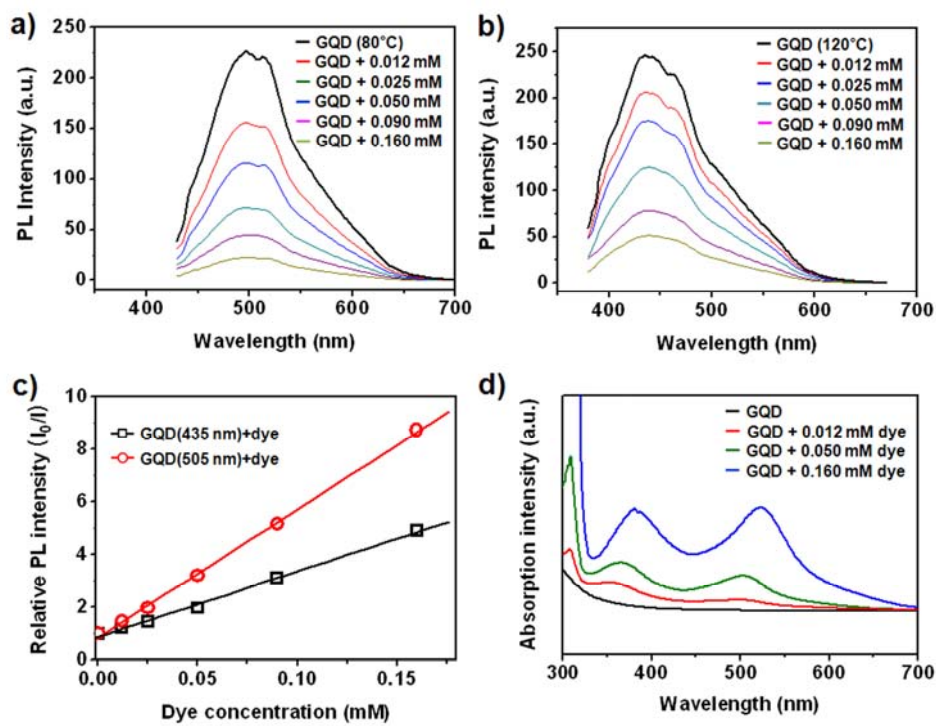 a)
GQD (80°C)
GQD + 0.012 mM
GQD + 0.025 mM
GQD + 0.050 mM
GQD + 0.090 mM
GQD + 0.160 mM
PL Intensity (a.u.)
250
200
150
100
50
0
400 500 600 700
Wavelength (nm)
b)
GQD (120°C)
GQD + 0.012 mM
GQD + 0.025 mM
GQD + 0.050 mM
GQD + 0.090 mM
GQD + 0.160 mM
PL intensity (a.u.)
250
200
150
100
50
0
400 500 600 700
Wavelength (nm)
c)
GQD(435 nm)+dye
GQD(505 nm)+dye
Relative PL intensity (I0/I)
10
8
6
4
2
0
0.00 0.05 0.10 0.15
Dye concentration (mM)
d)
GQD
GQD + 0.012 mM dye
GQD + 0.050 mM dye
GQD + 0.160 mM dye
Absorption intensity (a.u.)
300 400 500 600 700
Wavelength (nm)